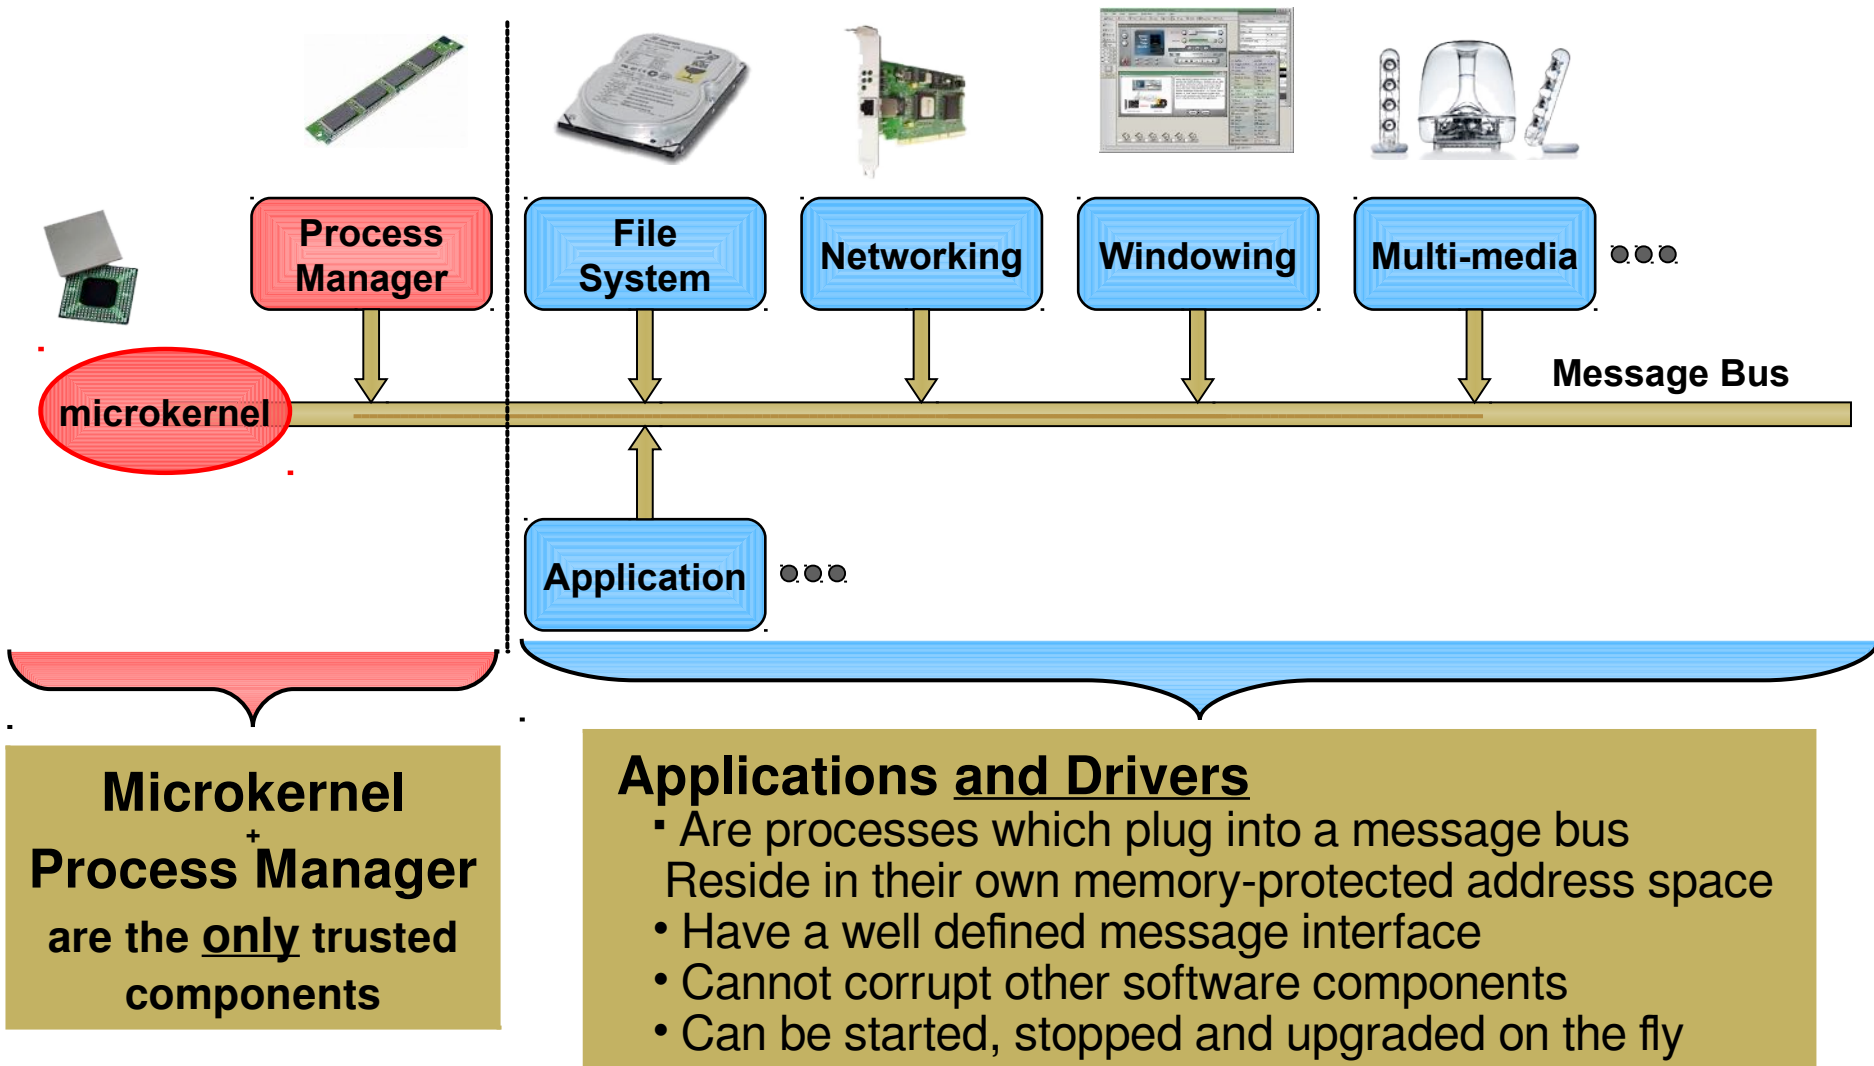 Process
Manager
File
System
Networking
Windowing
Multi-media
Message Bus
microkernel
Application
Microkernel
+
Process Manager
are the only trusted
components
Applications and Drivers
▪ Are processes which plug into a message bus
Reside in their own memory-protected address space
• Have a well defined message interface
• Cannot corrupt other software components
• Can be started, stopped and upgraded on the fly